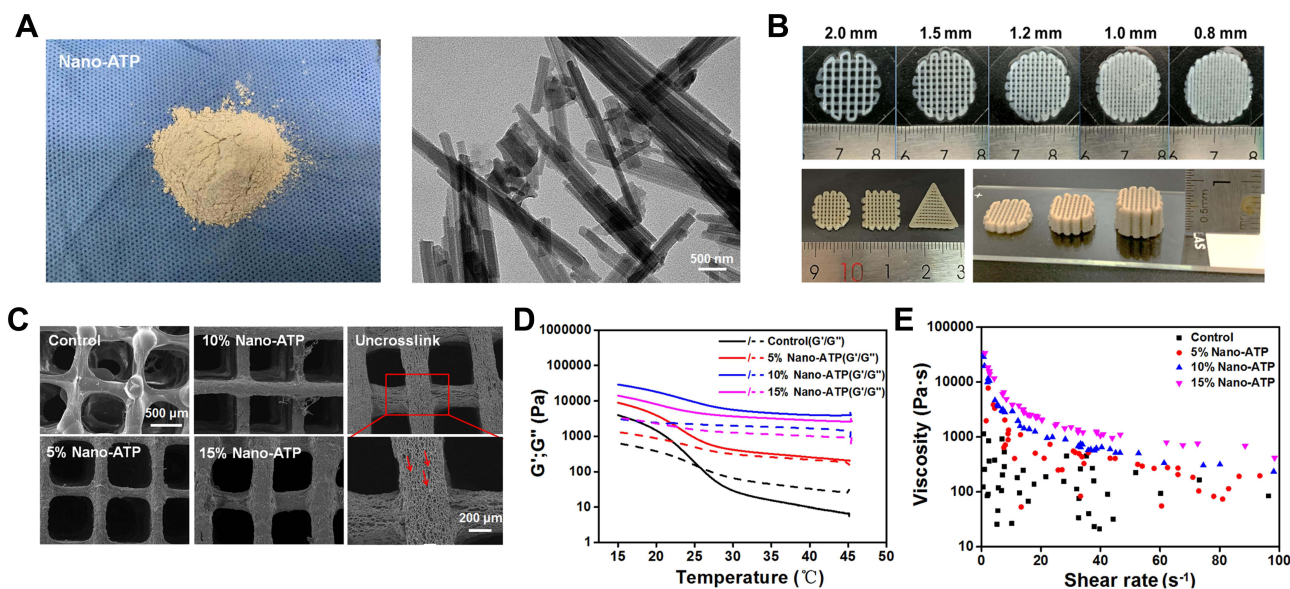 A
Nano-ATP
500 nm
B
2.0 mm 1.5 mm 1.2 mm 1.0 mm 0.8 mm
7 8 6 7 8 6 7 8 7 8 7 8
9 10 1 2 3
0.5mm 1
C
Control
10% Nano-ATP
Uncrosslink
500 µm
5% Nano-ATP
15% Nano-ATP
200 µm
D
1000000
100000
10000
1000
100
10
1
G';G'' (Pa)
15 20 25 30 35 40 45 50
Temperature (℃)
/-- Control(G'/G'')
/-- 5% Nano-ATP(G'/G'')
/-- 10% Nano-ATP(G'/G'')
/-- 15% Nano-ATP(G'/G'')
E
100000
10000
1000
100
10
Viscosity (Pa·s)
0 20 40 60 80 100
Shear rate (s⁻¹)
Control
5% Nano-ATP
10% Nano-ATP
15% Nano-ATP